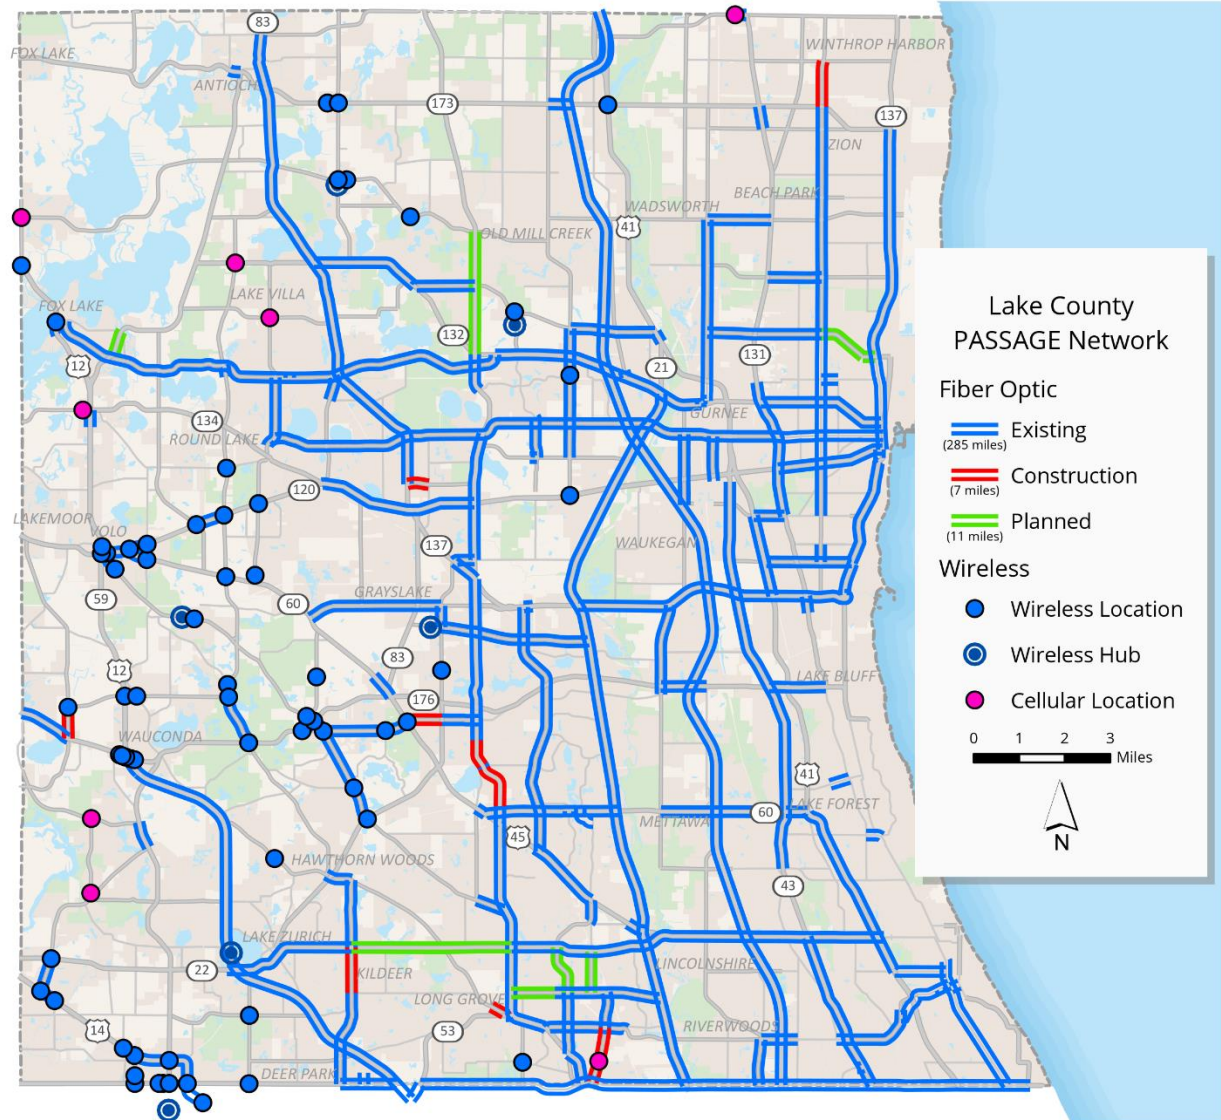 83
WINTHROP HARBOR
FOX LAKE
ANTIOCH
173
137
ZION
BEACH PARK
WADSWORTH
41
OLD MILL CREEK
LAKE VILLA
FOX LAKE
132
12
21
131
GURNEE
134
ROUND LAKE
120
LAKEMOOR
VOLO
137
WAUKEGAN
59
60
GRAYSLAKE
83
12
LAKE BLUFF
176
WAUCONDA
41
60
LAKE FOREST
METTAWA
45
HAWTHORN WOODS
43
LAKE ZURICH
22
KILDEER
LINCOLNSHIRE
LONG GROVE
14
53
RIVERWOODS
DEER PARK
Lake County
PASSAGE Network
Fiber Optic
Existing
(285 miles)
Construction
(7 miles)
Planned
(11 miles)
Wireless
Wireless Location
Wireless Hub
Cellular Location
0 1 2 3
Miles
N